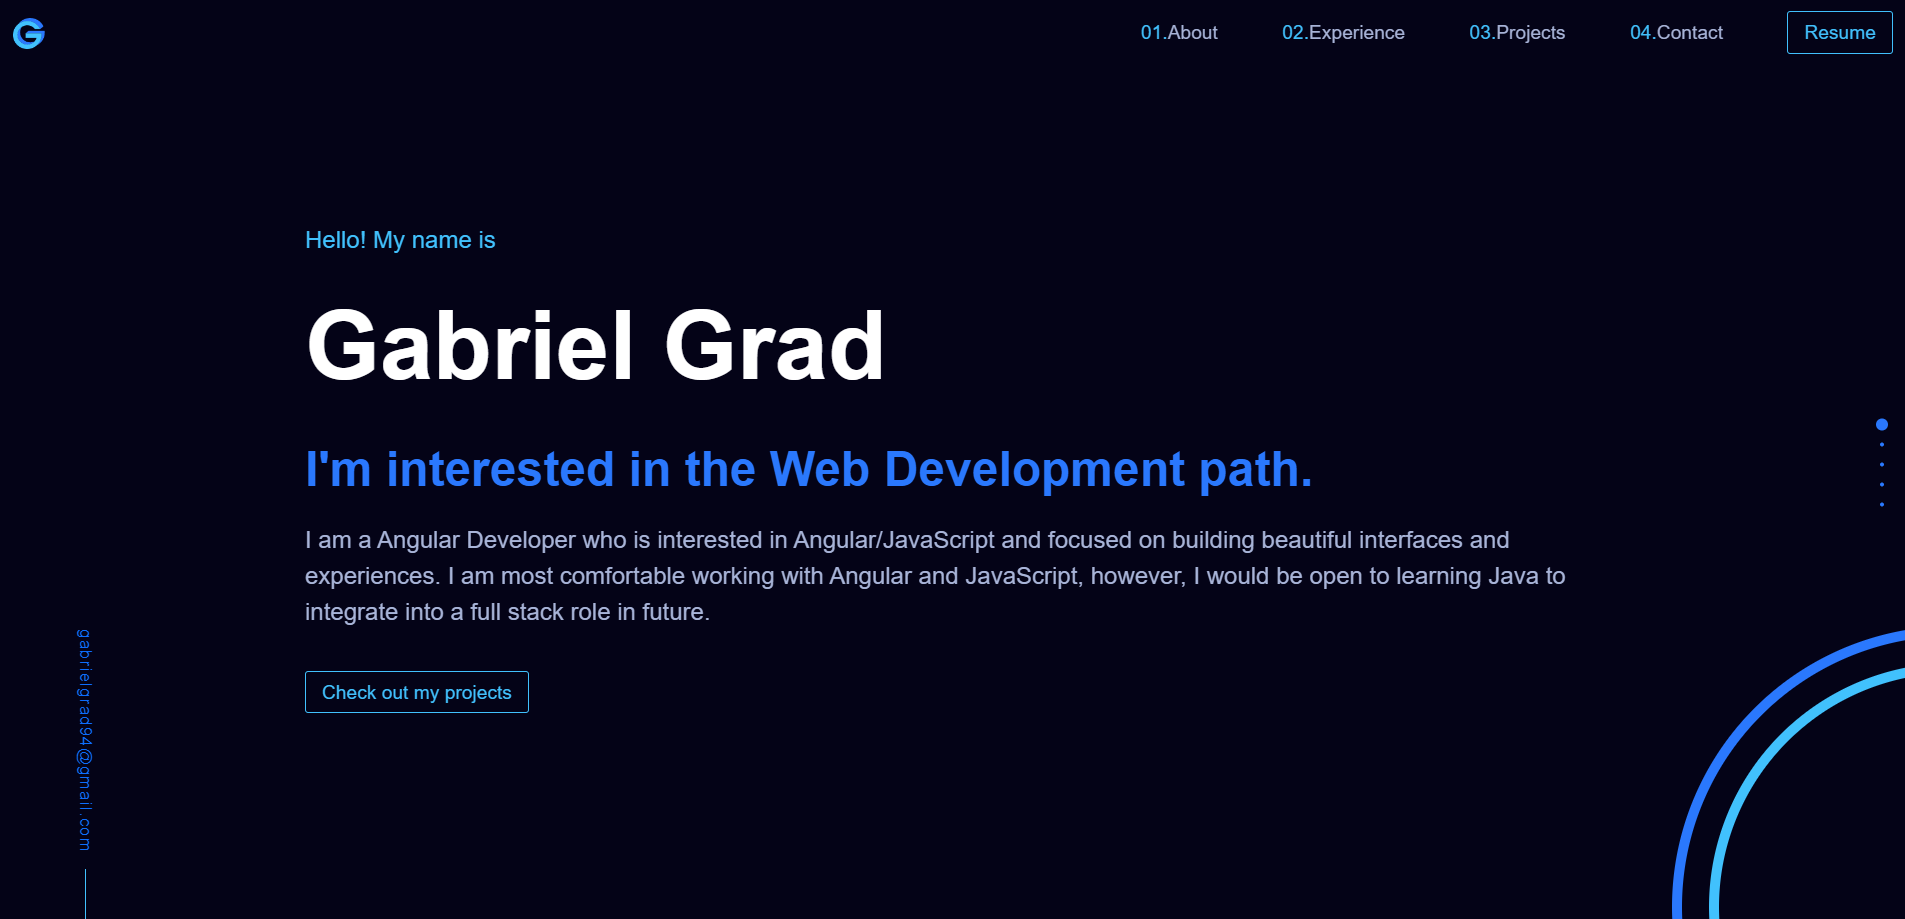 G
01.About 02.Experience 03.Projects 04.Contact Resume
Hello! My name is
Gabriel Grad
I'm interested in the Web Development path.
I am a Angular Developer who is interested in Angular/JavaScript and focused on building beautiful interfaces and
experiences. I am most comfortable working with Angular and JavaScript, however, I would be open to learning Java to
integrate into a full stack role in future.
Check out my projects
gabrielgrad94@gmail.com